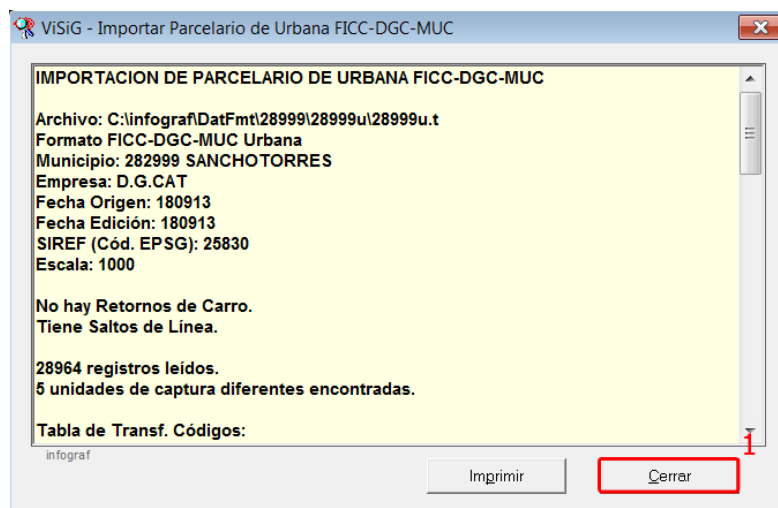 ViSiG - Importar Parcelario de Urbana FICC-DGC-MUC
IMPORTACION DE PARCELARIO DE URBANA FICC-DGC-MUC
Archivo: C:\infograf\DatFmt\28999\28999u\28999u.t
Formato FICC-DGC-MUC Urbana
Municipio: 282999 SANCHOTORRES
Empresa: D.G.CAT
Fecha Origen: 180913
Fecha Edición: 180913
SIREF (Cód. EPSG): 25830
Escala: 1000
No hay Retornos de Carro.
Tiene Saltos de Línea.
28964 registros leídos.
5 unidades de captura diferentes encontradas.
Tabla de Transf. Códigos:
1
infograf
Imprimir
Cerrar